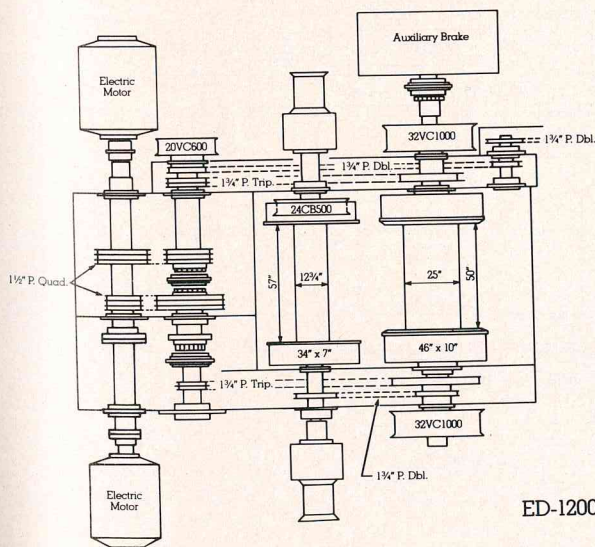 Auxiliary Brake
Electric
Motor
20VC600
32VC1000
1¾" P. Dbl.
1¾" P. Dbl.
1¾" P. Trip.
24CB500
1½" P. Quad.
57"
12¾"
25"
50"
34" x 7"
46" x 10"
1¾" P. Trip.
32VC1000
1¾" P. Dbl.
Electric
Motor
ED-1200